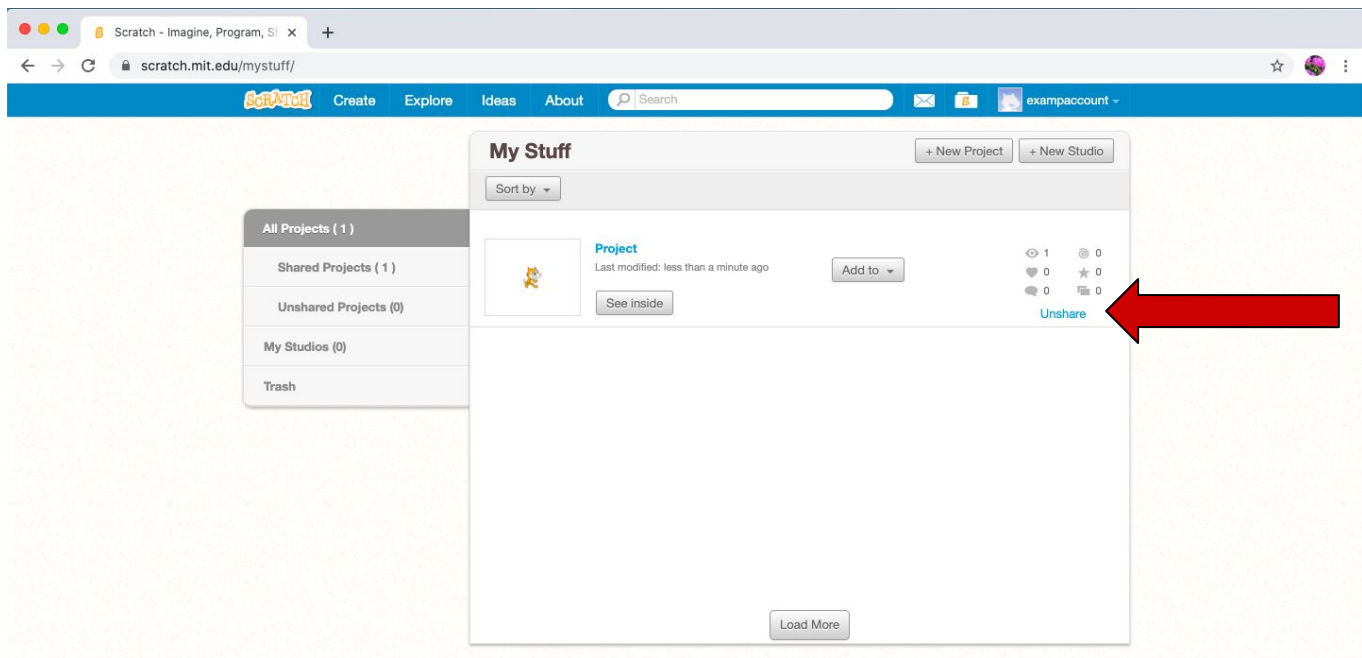 Scratch - Imagine, Program, Sh
scratch.mit.edu/mystuff/
SCRATCH Create Explore Ideas About Search exampaccount
My Stuff + New Project + New Studio
Sort by
All Projects ( 1 )
Shared Projects ( 1 )
Unshared Projects (0)
My Studios (0)
Trash
Project
Last modified: less than a minute ago
See inside
Add to
1 0
0 0
0 0
Unshare
Load More